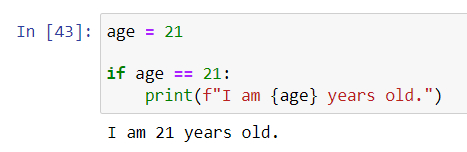 In [43]: age = 21
if age == 21:
    print(f"I am {age} years old.")
I am 21 years old.